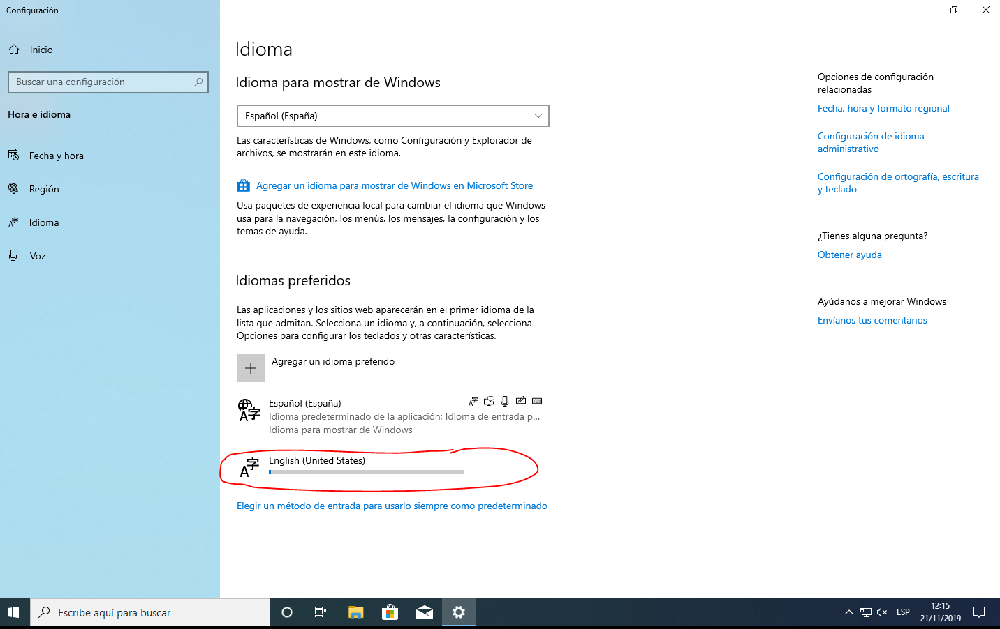 Configuración
Inicio
Buscar una configuración
Hora e idioma
Fecha y hora
Región
Idioma
Voz
Idioma
Idioma para mostrar de Windows
Español (España)
Las características de Windows, como Configuración y Explorador de
archivos, se mostrarán en este idioma.
Agregar un idioma para mostrar de Windows en Microsoft Store
Usa paquetes de experiencia local para cambiar el idioma que Windows
usa para la navegación, los menús, los mensajes, la configuración y los
temas de ayuda.
Idiomas preferidos
Las aplicaciones y los sitios web aparecerán en el primer idioma de la
lista que admitan. Selecciona un idioma y, a continuación, selecciona
Opciones para configurar los teclados y otras características.
Agregar un idioma preferido
Español (España)
Idioma predeterminado de la aplicación; Idioma de entrada p...
Idioma para mostrar de Windows
English (United States)
Elegir un método de entrada para usarlo siempre como predeterminado
Opciones de configuración
relacionadas
Fecha, hora y formato regional
Configuración de idioma
administrativo
Configuración de ortografía, escritura
y teclado
¿Tienes alguna pregunta?
Obtener ayuda
Ayúdanos a mejorar Windows
Envíanos tus comentarios
Escribe aquí para buscar
ESP
12:15
21/11/2019